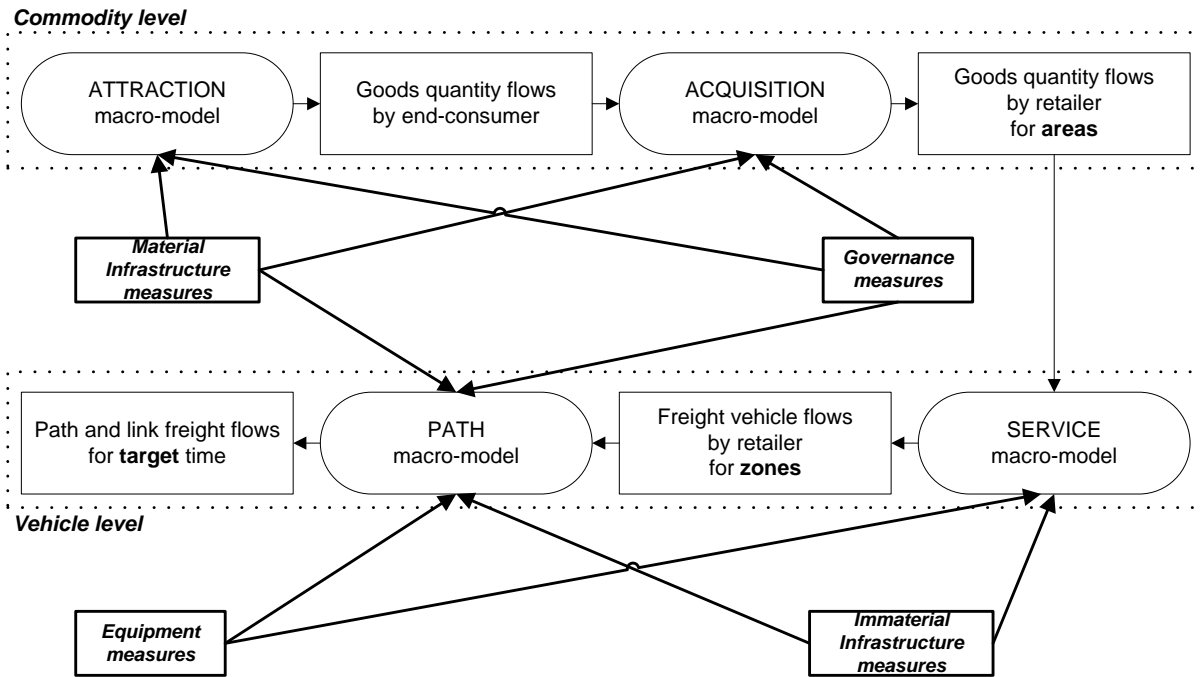 Commodity level
ATTRACTION
macro-model
Goods quantity flows
by end-consumer
ACQUISITION
macro-model
Goods quantity flows
by retailer
for areas
Material
Infrastructure
measures
Governance
measures
Path and link freight flows
for target time
PATH
macro-model
Freight vehicle flows
by retailer
for zones
SERVICE
macro-model
Vehicle level
Equipment
measures
Immaterial
Infrastructure
measures